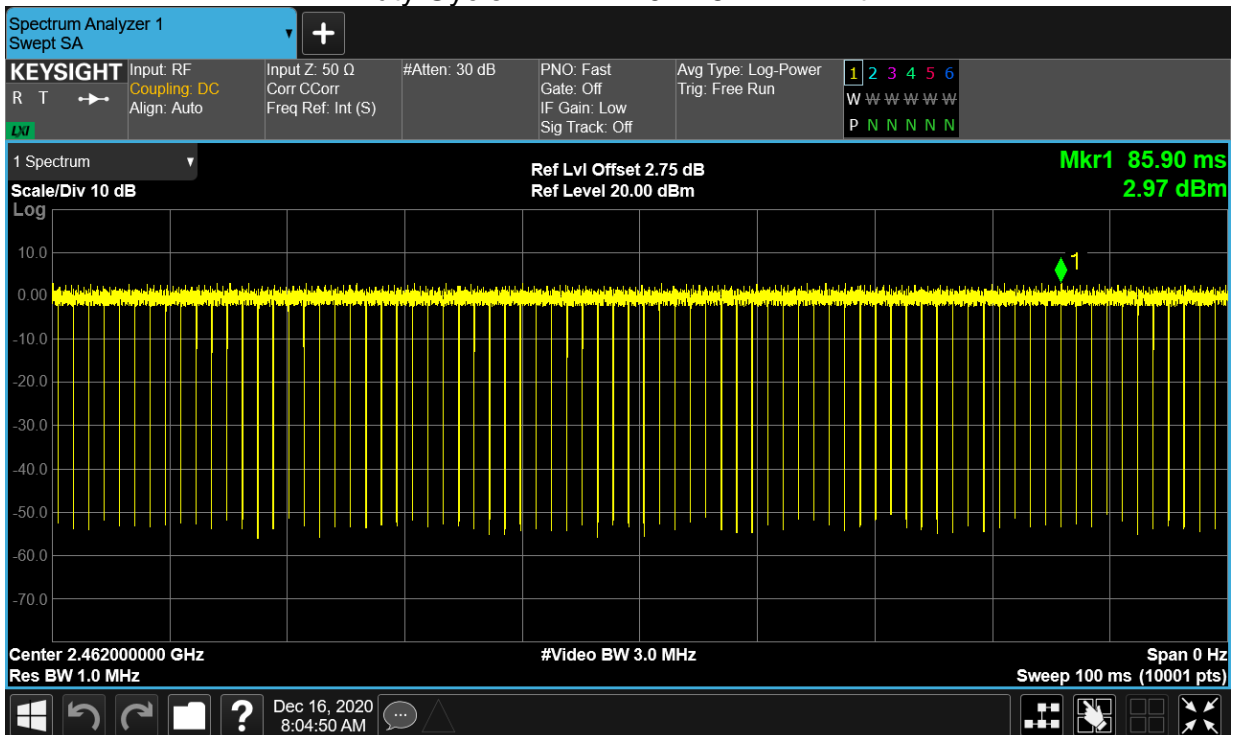 Spectrum Analyzer 1
Swept SA
KEYSIGHT
R T
LXI
Input: RF
Coupling: DC
Align: Auto
Input Z: 50 Ω
Corr CCorr
Freq Ref: Int (S)
#Atten: 30 dB
PNO: Fast
Gate: Off
IF Gain: Low
Sig Track: Off
Avg Type: Log-Power
Trig: Free Run
1 2 3 4 5 6
W W W W W W
P N N N N N
1 Spectrum
Scale/Div 10 dB
Log
Ref Lvl Offset 2.75 dB
Ref Level 20.00 dBm
Mkr1 85.90 ms
2.97 dBm
1
10.0
0.00
-10.0
-20.0
-30.0
-40.0
-50.0
-60.0
-70.0
Center 2.462000000 GHz
Res BW 1.0 MHz
#Video BW 3.0 MHz
Span 0 Hz
Sweep 100 ms (10001 pts)
?
Dec 16, 2020
8:04:50 AM